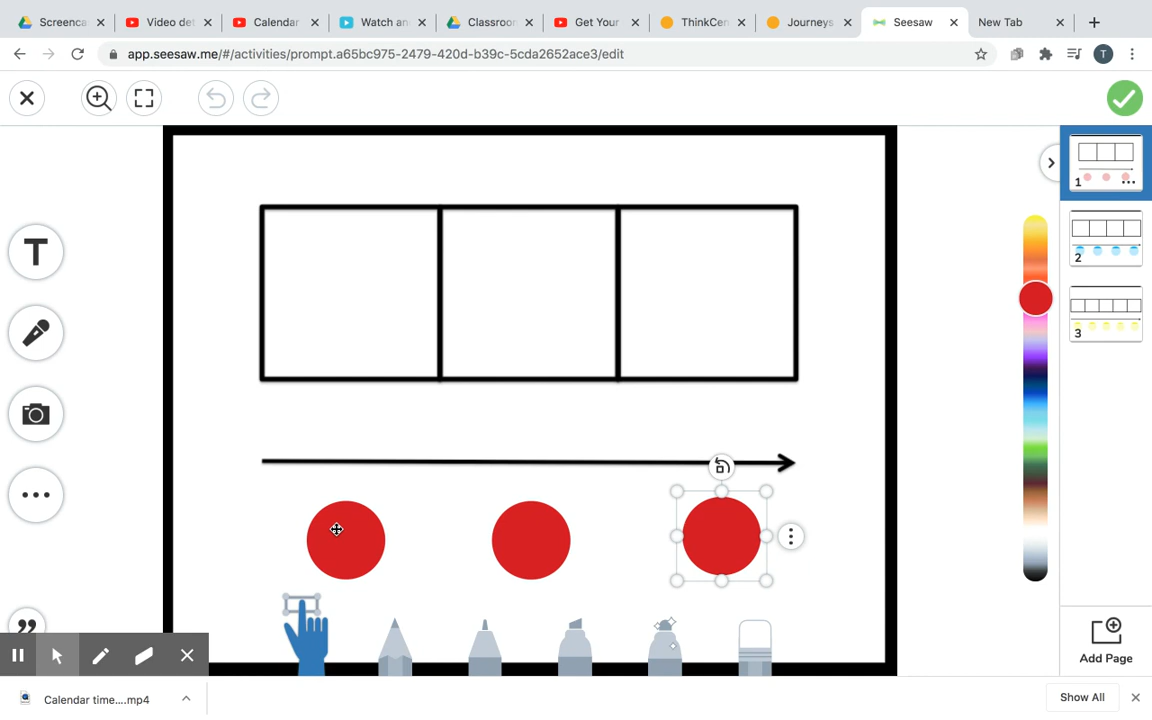 Screenca
Video det
Calendar
Watch an
Classroon
Get Your
ThinkCen
Journeys
Seesaw
New Tab
app.seesaw.me/#/activities/prompt.a65bc975-2479-420d-b39c-5cda2652ace3/edit
T
T
1
2
3
Add Page
Calendar time....mp4
Show All